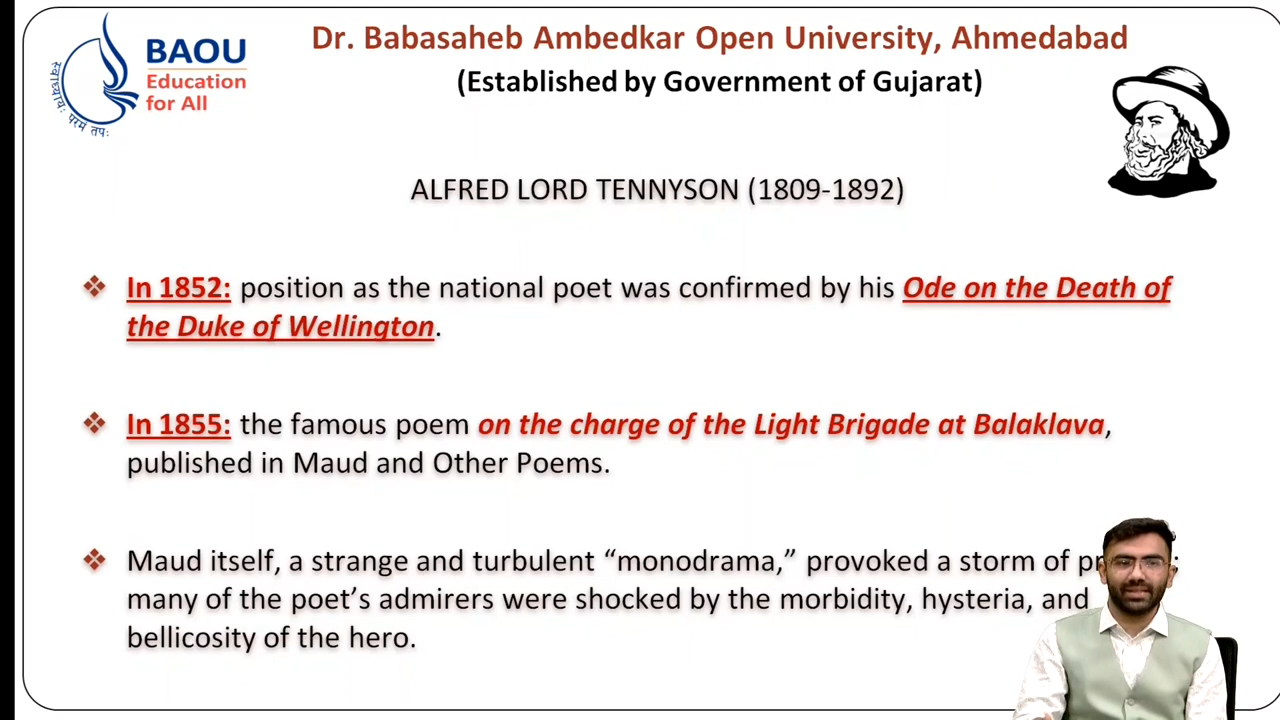 BAOU
Education
for All
स्वाध्यायः परमं तपः
Dr. Babasaheb Ambedkar Open University, Ahmedabad
(Established by Government of Gujarat)
ALFRED LORD TENNYSON (1809-1892)
In 1852: position as the national poet was confirmed by his Ode on the Death of
the Duke of Wellington.
In 1855: the famous poem on the charge of the Light Brigade at Balaklava,
published in Maud and Other Poems.
Maud itself, a strange and turbulent “monodrama,” provoked a storm of
many of the poet’s admirers were shocked by the morbidity, hysteria, and
bellicosity of the hero.